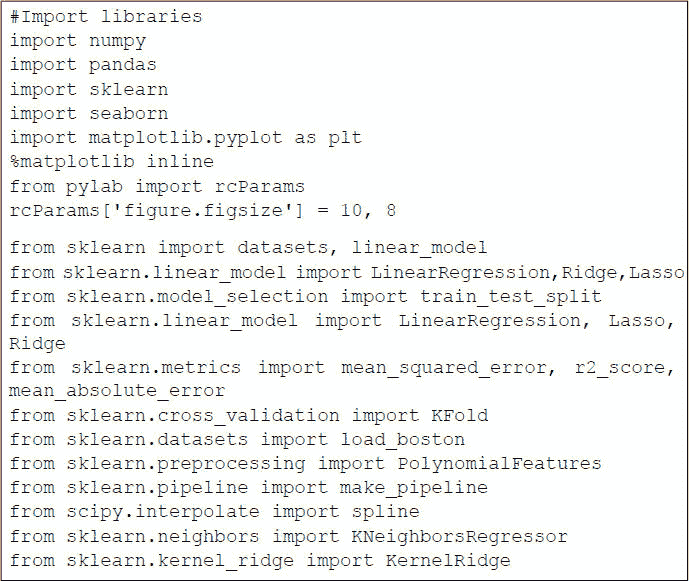 #Import libraries
import numpy
import pandas
import sklearn
import seaborn
import matplotlib.pyplot as plt
%matplotlib inline
from pylab import rcParams
rcParams['figure.figsize'] = 10, 8
from sklearn import datasets, linear_model
from sklearn.linear_model import LinearRegression,Ridge,Lasso
from sklearn.model_selection import train_test_split
from sklearn.linear_model import LinearRegression, Lasso,
Ridge
from sklearn.metrics import mean_squared_error, r2_score,
mean_absolute_error
from sklearn.cross_validation import KFold
from sklearn.datasets import load_boston
from sklearn.preprocessing import PolynomialFeatures
from sklearn.pipeline import make_pipeline
from scipy.interpolate import spline
from sklearn.neighbors import KNeighborsRegressor
from sklearn.kernel_ridge import KernelRidge